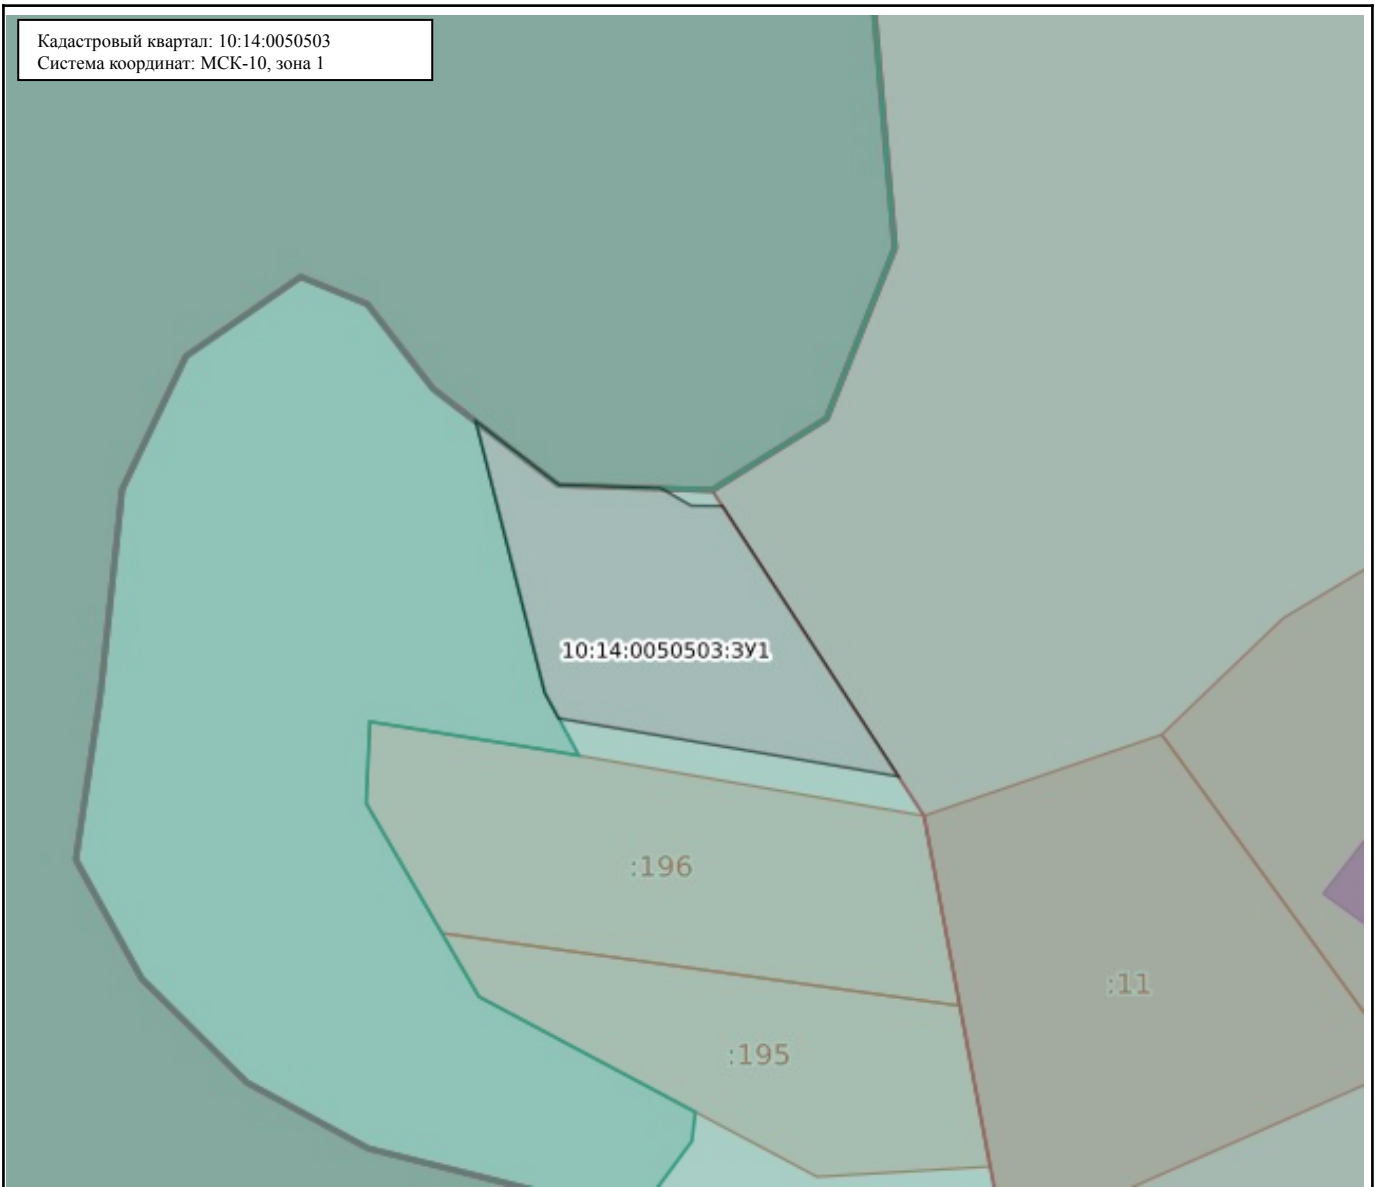 Кадастровый квартал: 10:14:0050503
Система координат: МСК-10, зона 1
10:14:0050503:ЗУ1
:196
:11
:195